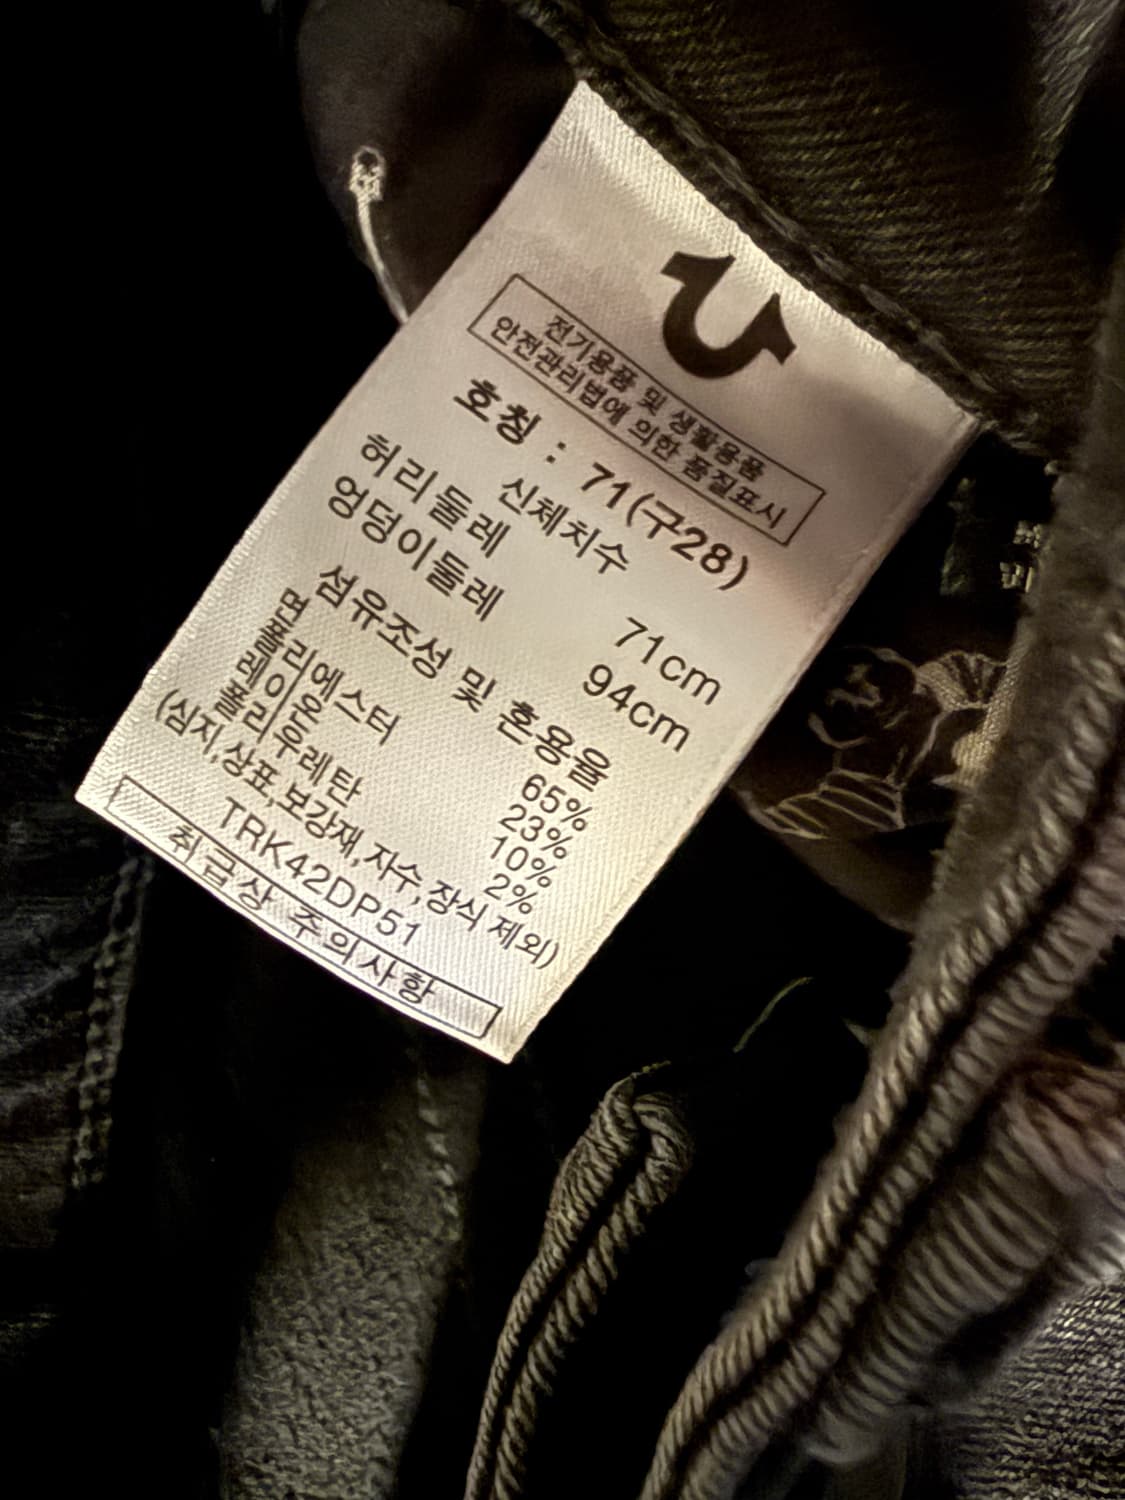 전기용품 및 생활용품
안전관리법에 의한 품질표시
호칭 : 71(구28)
신체치수
허리둘레 71cm
엉덩이둘레 94cm
섬유조성 및 혼용율
면 65%
폴리에스터 23%
레이온 10%
폴리우레탄 2%
(심지,상표,보강재,자수,장식 제외)
TRK42DP51
취급상 주의사항